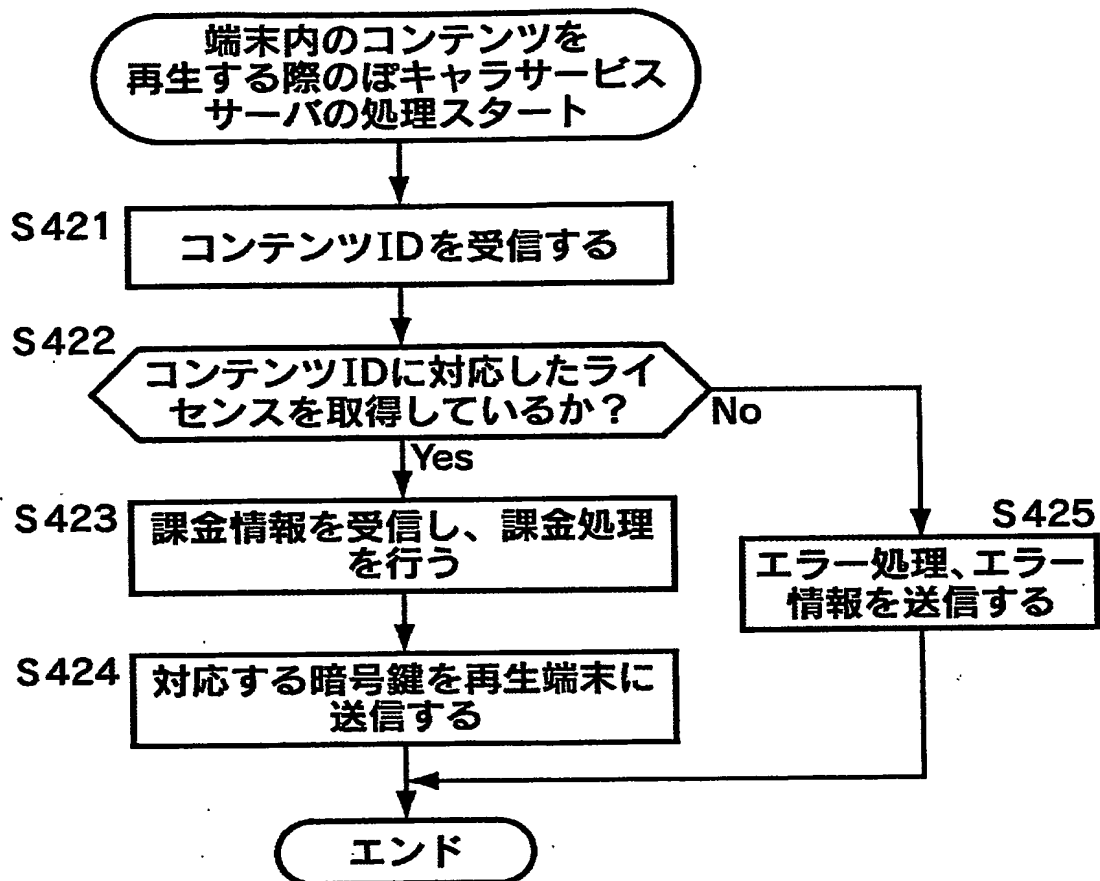 端末内のコンテンツを
再生する際のぽキャラサービス
サーバの処理スタート
S421
コンテンツIDを受信する
S422
コンテンツIDに対応したライ
センスを取得しているか？
No
Yes
S423
課金情報を受信し、課金処理
を行う
S425
エラー処理、エラー
情報を送信する
S424
対応する暗号鍵を再生端末に
送信する
エンド